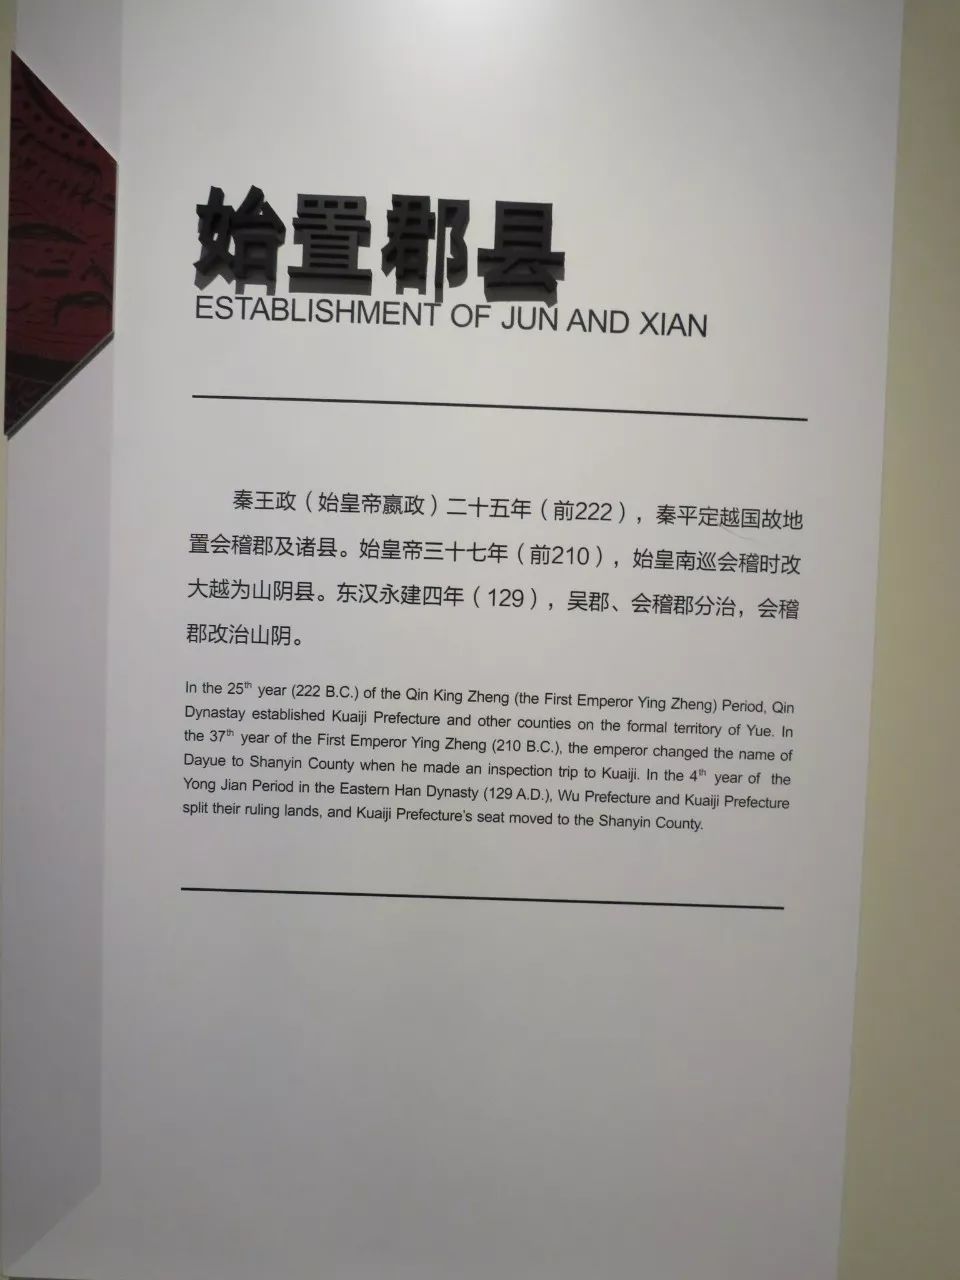 始置郡县
ESTABLISHMENT OF JUN AND XIAN
秦王政（始皇帝嬴政）二十五年（前222），秦平定越国故地
置会稽郡及诸县。始皇帝三十七年（前210），始皇南巡会稽时改
大越为山阴县。东汉永建四年（129），吴郡、会稽郡分治，会稽
郡改治山阴。
In the 25th year (222 B.C.) of the Qin King Zheng (the First Emperor Ying Zheng) Period, Qin
Dynastay established Kuaiji Prefecture and other counties on the formal territory of Yue. In
the 37th year of the First Emperor Ying Zheng (210 B.C.), the emperor changed the name of
Dayue to Shanyin County when he made an inspection trip to Kuaiji. In the 4th year of the
Yong Jian Period in the Eastern Han Dynasty (129 A.D.), Wu Prefecture and Kuaiji Prefecture
split their ruling lands, and Kuaiji Prefecture's seat moved to the Shanyin County.